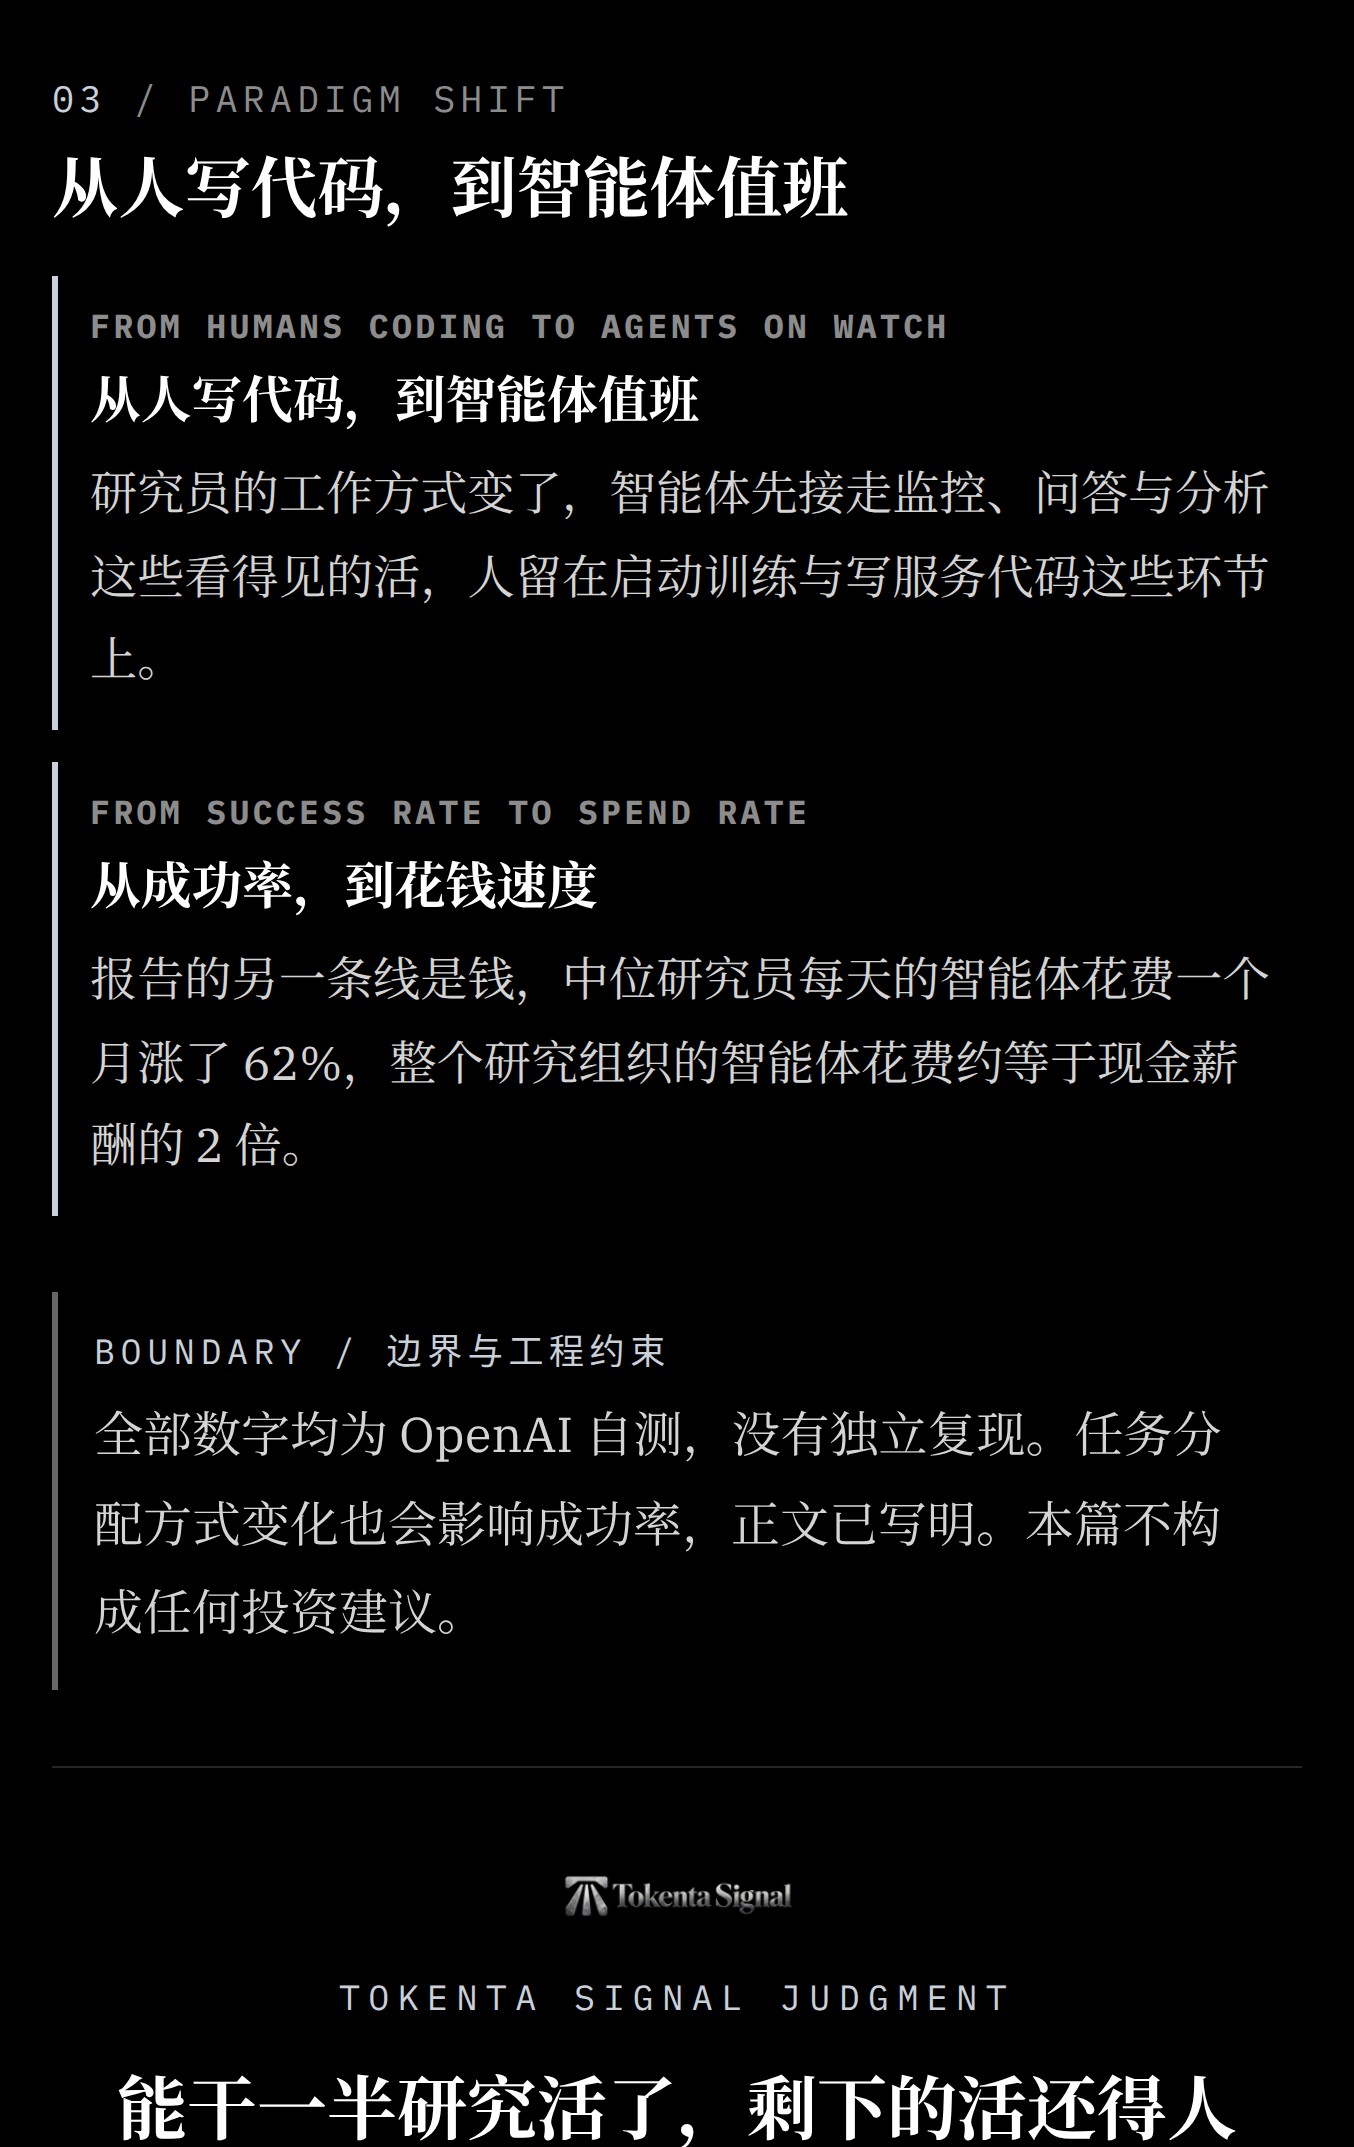 03 / PARADIGM SHIFT
从人写代码，到智能体值班
FROM HUMANS CODING TO AGENTS ON WATCH
从人写代码，到智能体值班
研究员的工作方式变了，智能体先接走监控、问答与分析
这些看得见的活，人留在启动训练与写服务代码这些环节
上。
FROM SUCCESS RATE TO SPEND RATE
从成功率，到花钱速度
报告的另一条线是钱，中位研究员每天的智能体花费一个
月涨了 62%，整个研究组织的智能体花费约等于现金薪
酬的 2 倍。
BOUNDARY / 边界与工程约束
全部数字均为 OpenAI 自测，没有独立复现。任务分
配方式变化也会影响成功率，正文已写明。本篇不构
成任何投资建议。
Tokenta Signal
TOKENTA SIGNAL JUDGMENT
能干一半研究活了，剩下的活还得人